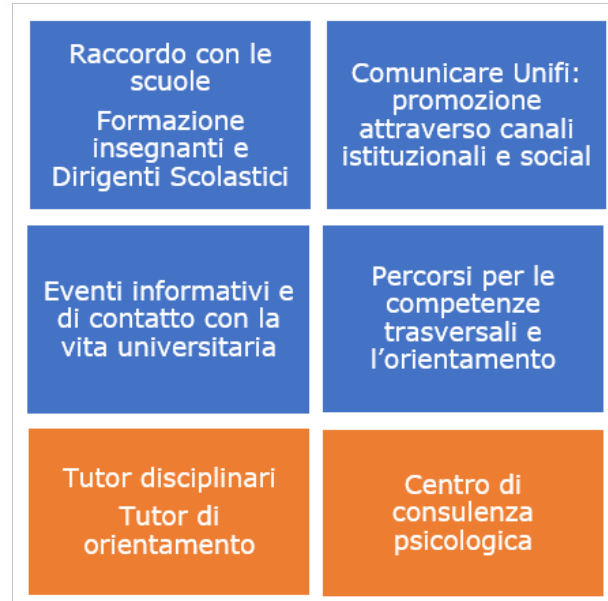 Raccordo con le
scuole
Formazione
insegnanti e
Dirigenti Scolastici
Comunicare Unifi:
promozione
attraverso canali
istituzionali e social
Eventi informativi e
di contatto con la
vita universitaria
Percorsi per le
competenze
trasversali e
l’orientamento
Tutor disciplinari
Tutor di
orientamento
Centro di
consulenza
psicologica